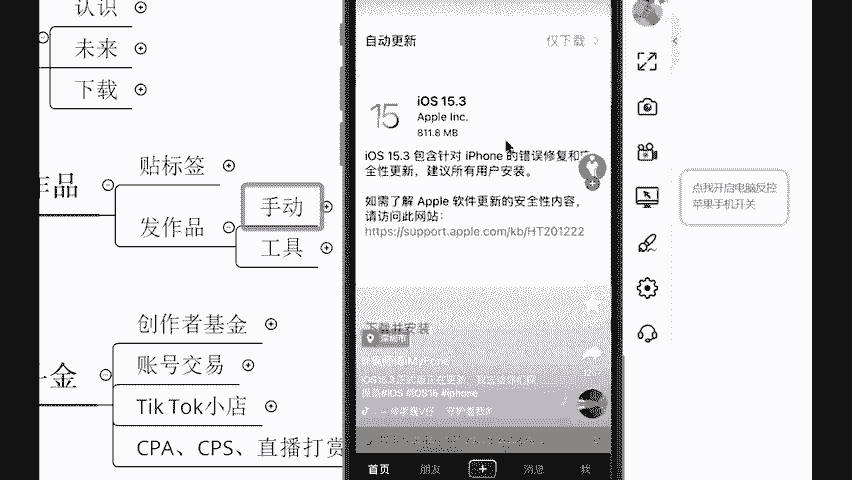 认识
未来
下载
作品
贴标签
发作品
手动
工具
金
创作者基金
账号交易
Tik Tok小店
CPA、CPS、直播打赏
自动更新
仅下载
15
iOS 15.3
Apple Inc.
811.8 MB
iOS 15.3 包含针对 iPhone 的错误修复和安
全性更新，建议所有用户安装。
如需了解 Apple 软件更新的安全性内容，
请访问此网站：
https://support.apple.com/kb/HT201222
下载并安装
深圳市
#iOS #iOS15 #iphone
首页
朋友
消息
我
点我开启电脑反控
苹果手机开关